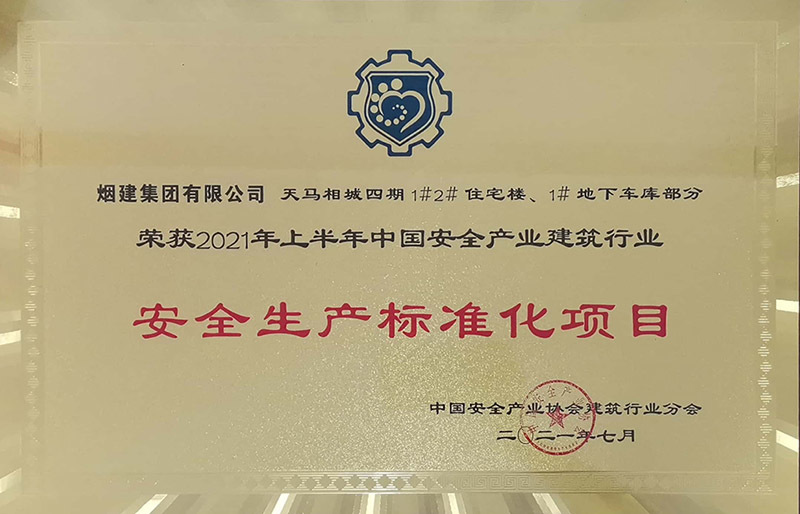 烟建集团有限公司 天马相城四期1#2#住宅楼、1#地下车库部分
荣获2021年上半年中国安全产业建筑行业
安全生产标准化项目
中国安全产业协会建筑行业分会
二〇二一年七月